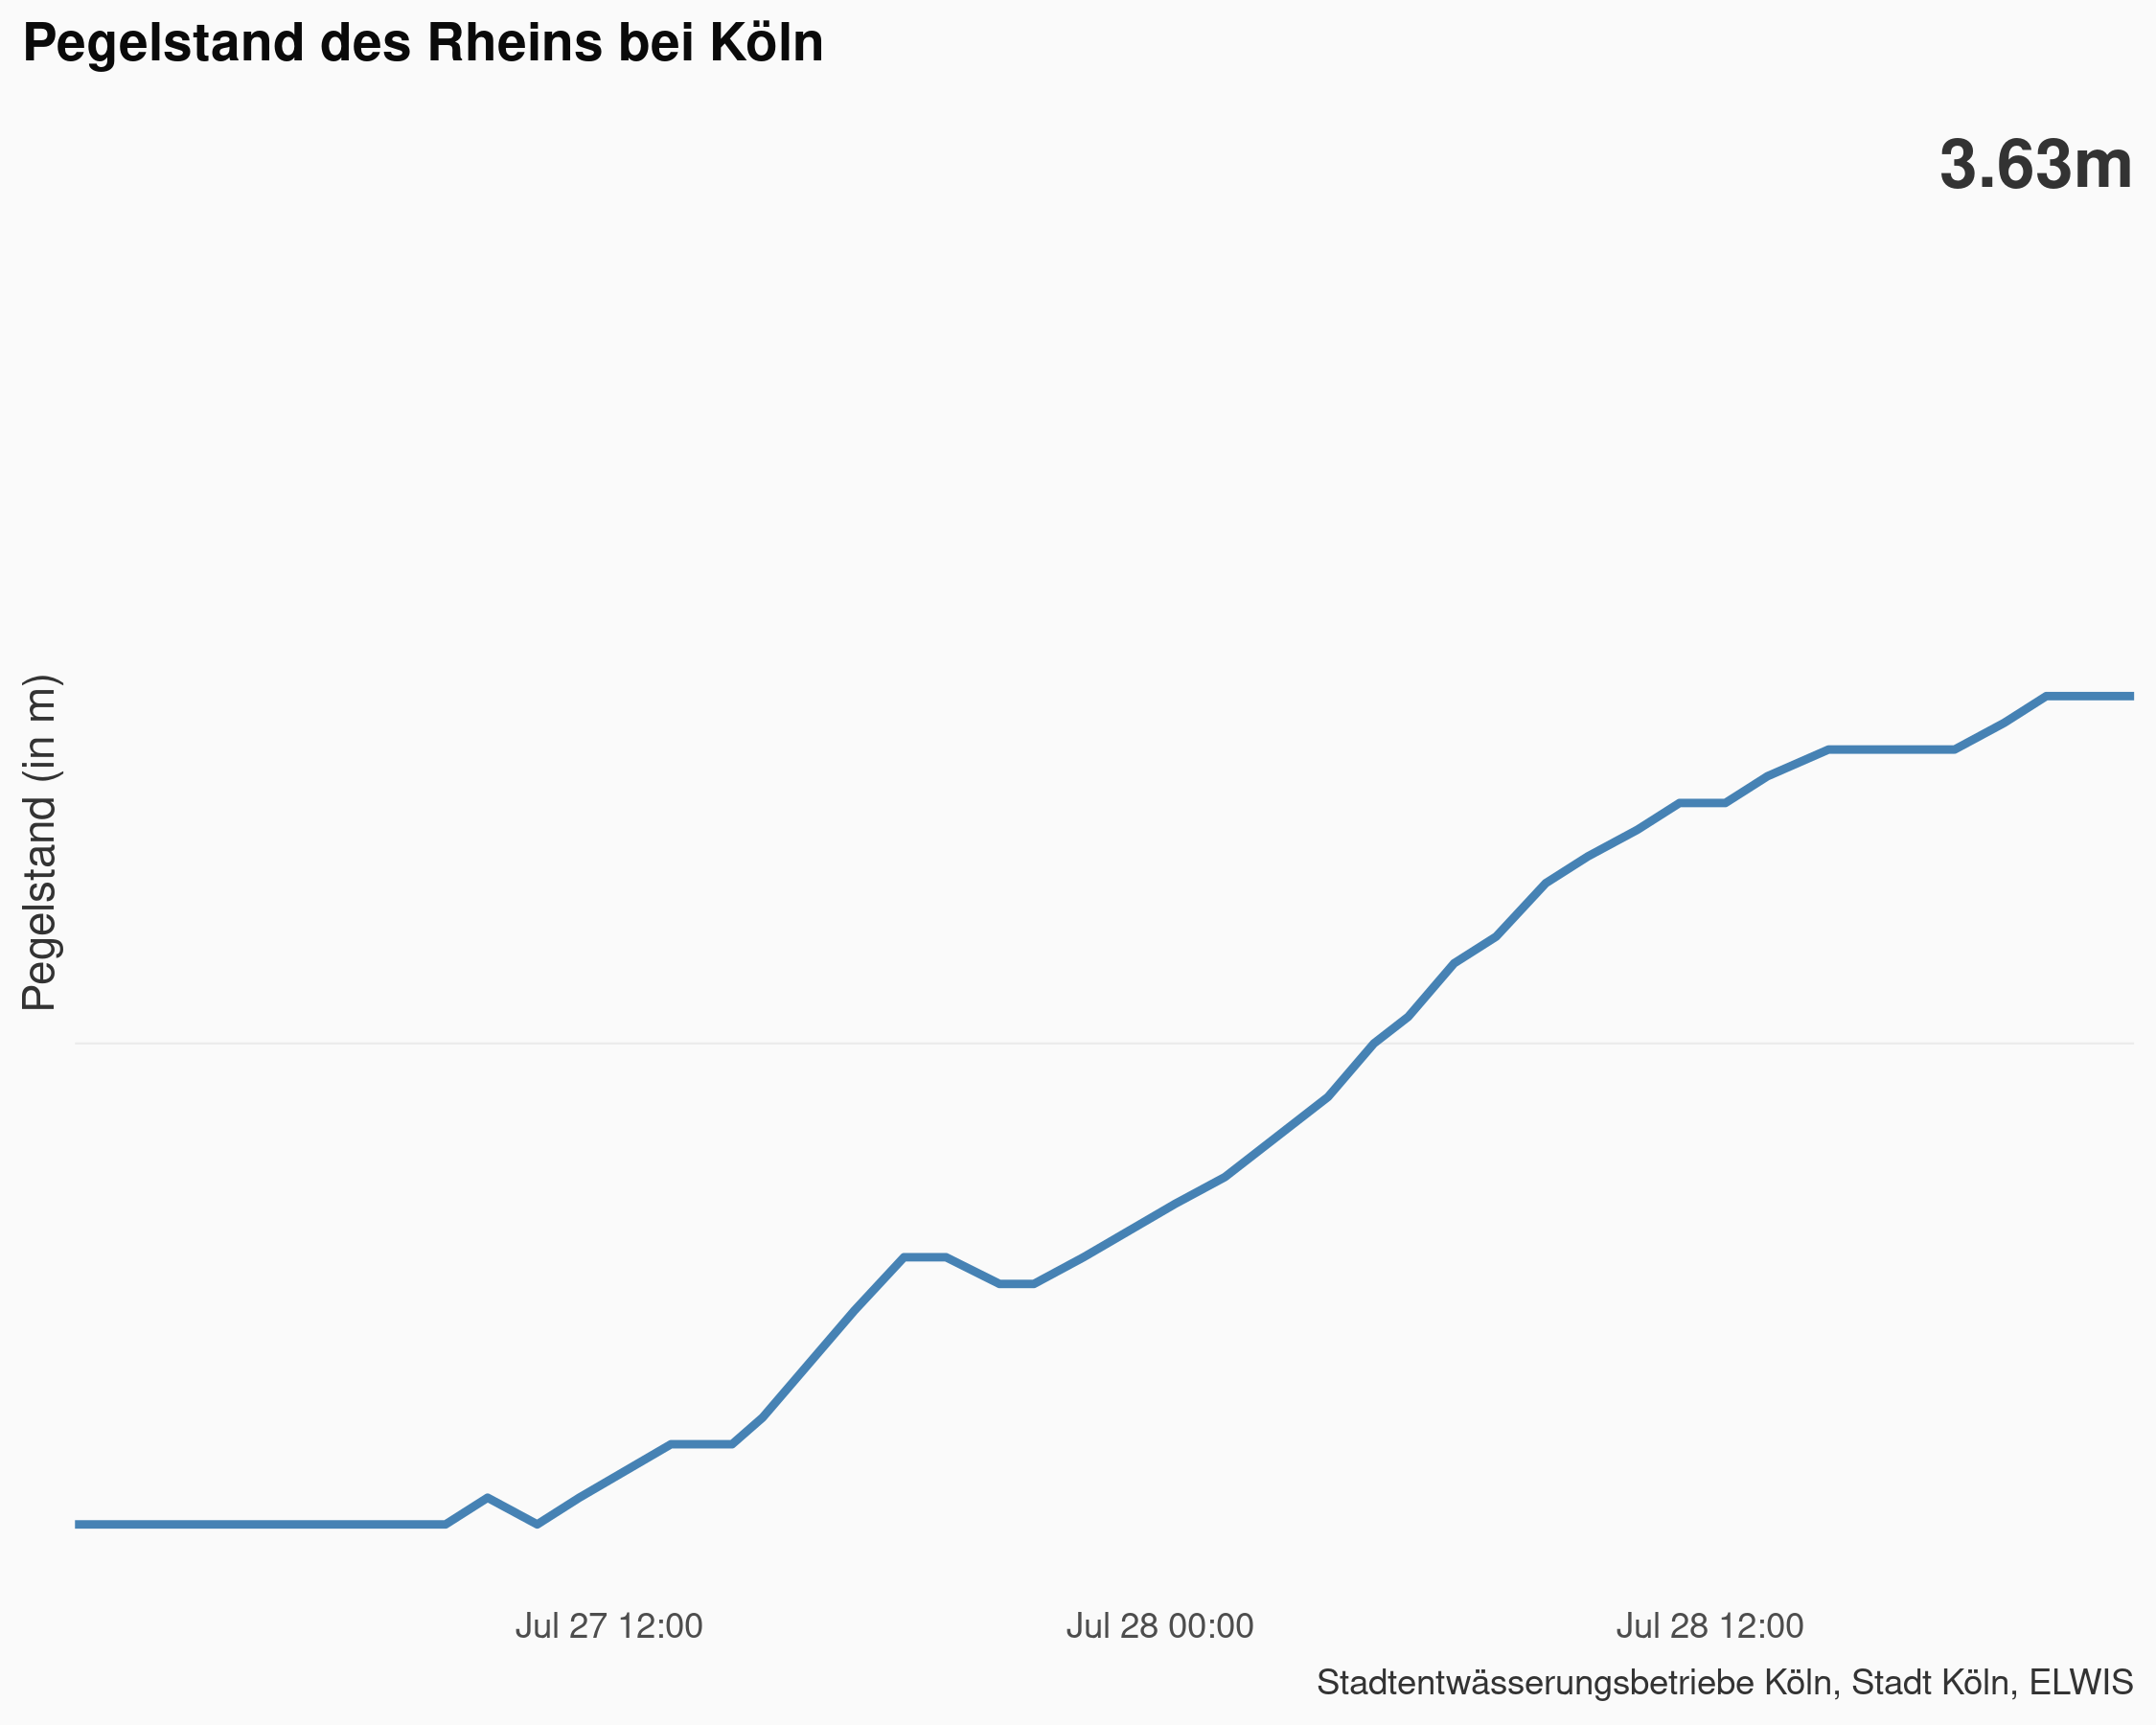 Pegelstand des Rheins bei Köln
3.63m
Pegelstand (in m)
Jul 27 12:00
Jul 28 00:00
Jul 28 12:00
Stadtentwässerungsbetriebe Köln, Stadt Köln, ELWIS